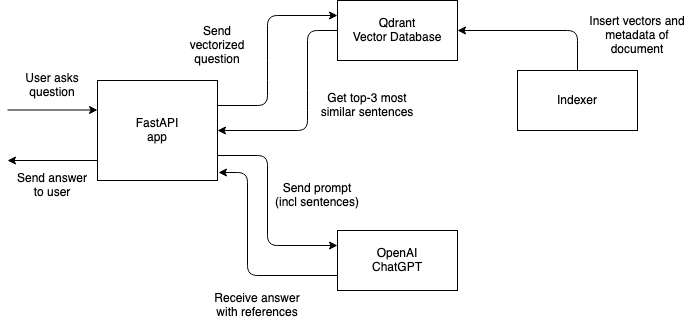 Send
vectorized
question
Qdrant
Vector Database
Insert vectors and
metadata of
document
User asks
question
FastAPI
app
Get top-3 most
similar sentences
Indexer
Send answer
to user
Send prompt
(incl sentences)
OpenAI
ChatGPT
Receive answer
with references